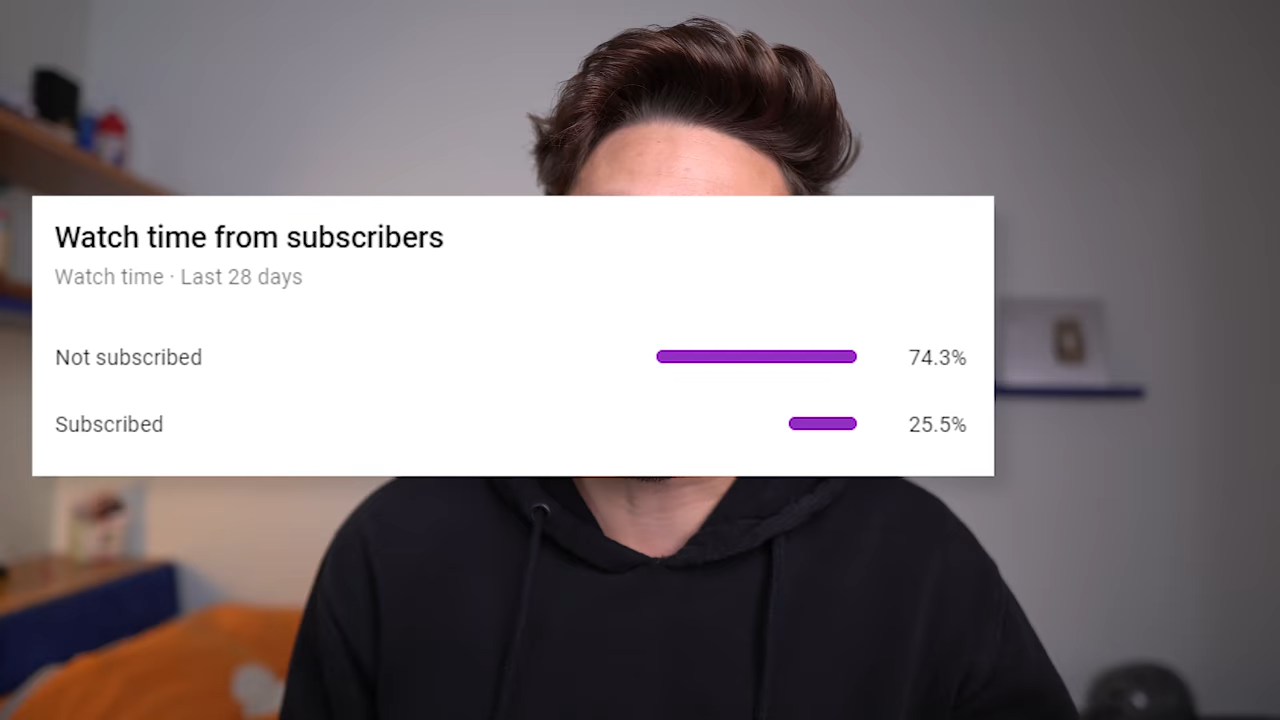 Watch time from subscribers
Watch time · Last 28 days
Not subscribed 74.3%
Subscribed 25.5%